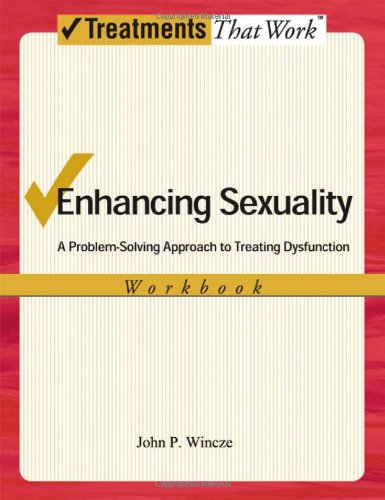 Treatments That Work™
Enhancing Sexuality
A Problem-Solving Approach to Treating Dysfunction
Workbook
John P. Wincze